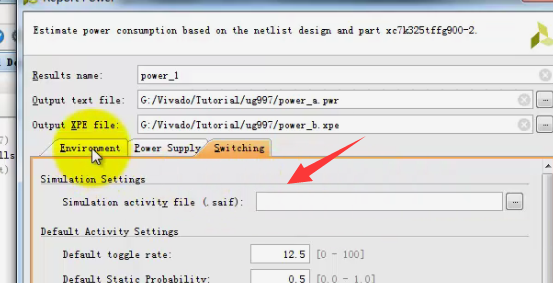 Report Power
Estimate power consumption based on the netlist design and part xc7k325tffg900-2.
Results name: power_1
Output text file: G:/Vivado/Tutorial/ug997/power_a.pwr ...
Output XPE file: G:/Vivado/Tutorial/ug997/power_b.xpe ...
Environment Power Supply Switching
Simulation Settings
Simulation activity file (.saif): ...
Default Activity Settings
Default toggle rate: 12.5 [0 - 100]
Default Static Probability: 0.5 [0.0 - 1.0]